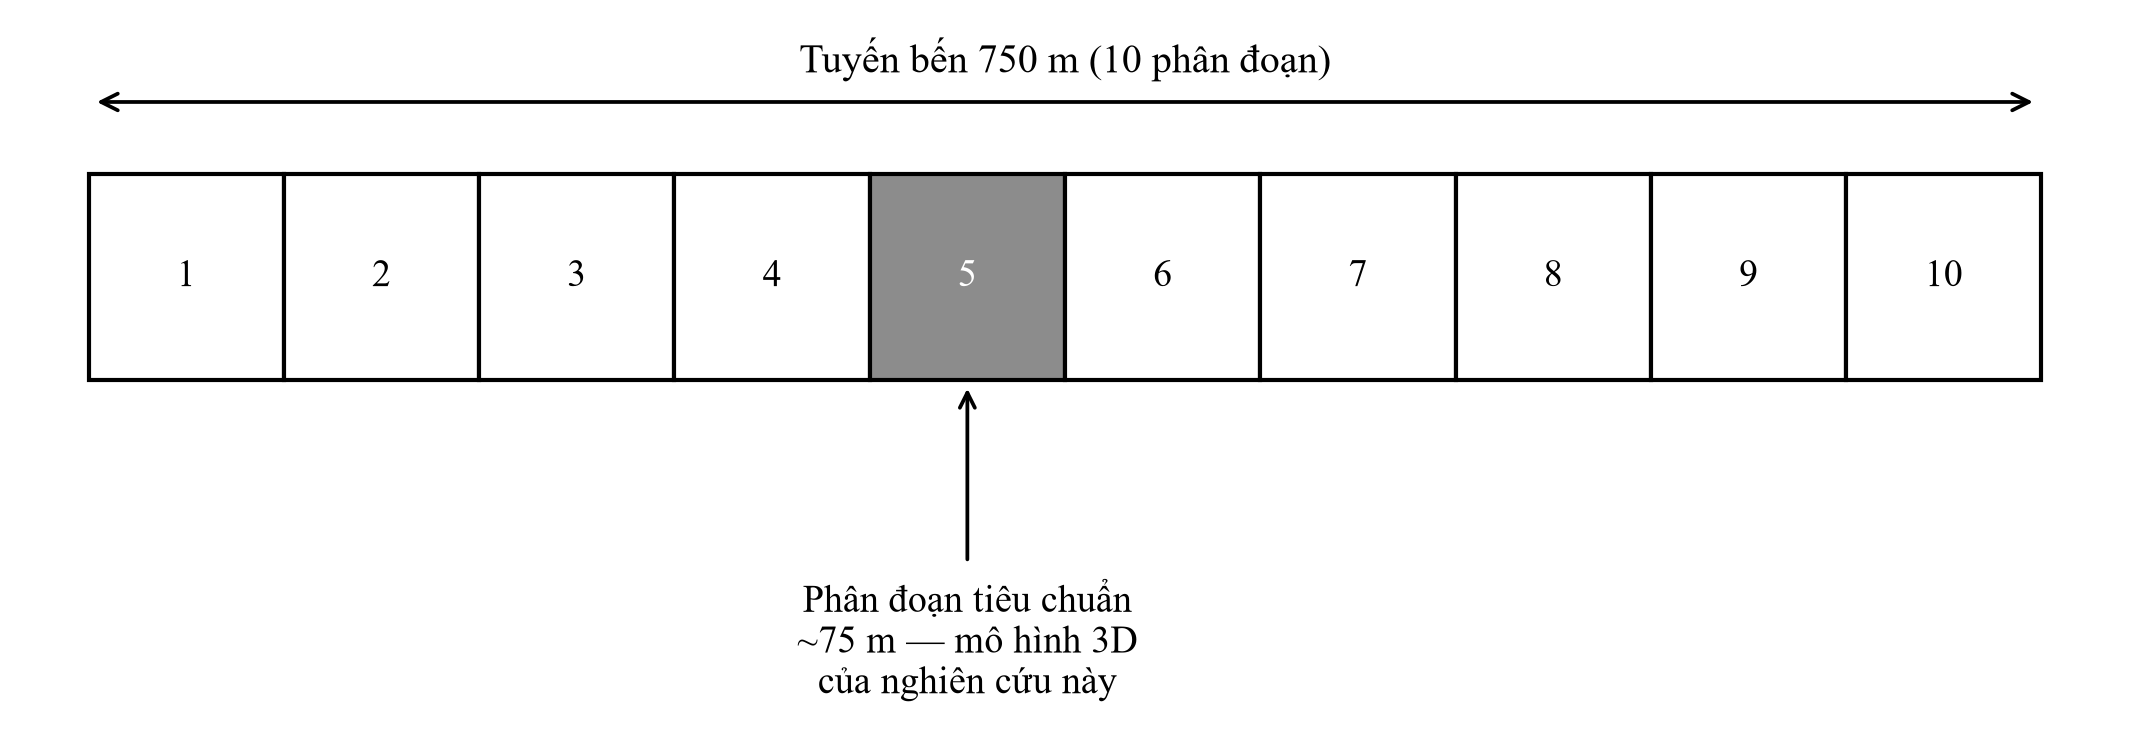 Tuyến bến 750 m (10 phân đoạn)
1
2
3
4
5
6
7
8
9
10
Phân đoạn tiêu chuẩn
~75 m — mô hình 3D
của nghiên cứu này